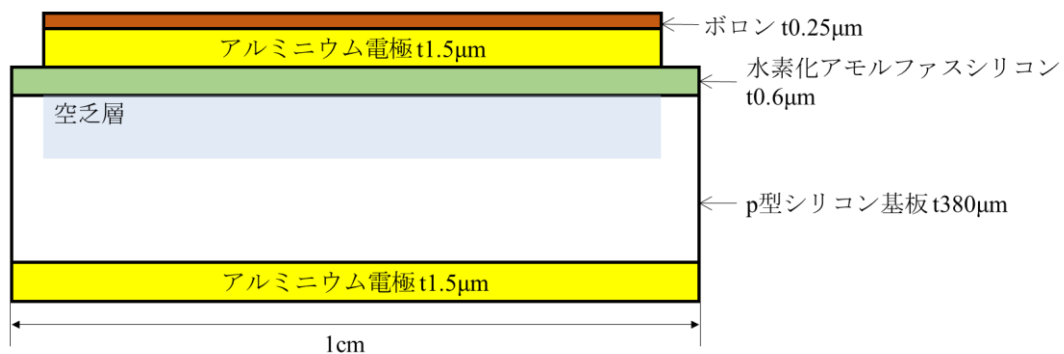 ボロン t0.25μm
アルミニウム電極 t1.5μm
水素化アモルファスシリコン
t0.6μm
空乏層
p型シリコン基板 t380μm
アルミニウム電極 t1.5μm
1cm